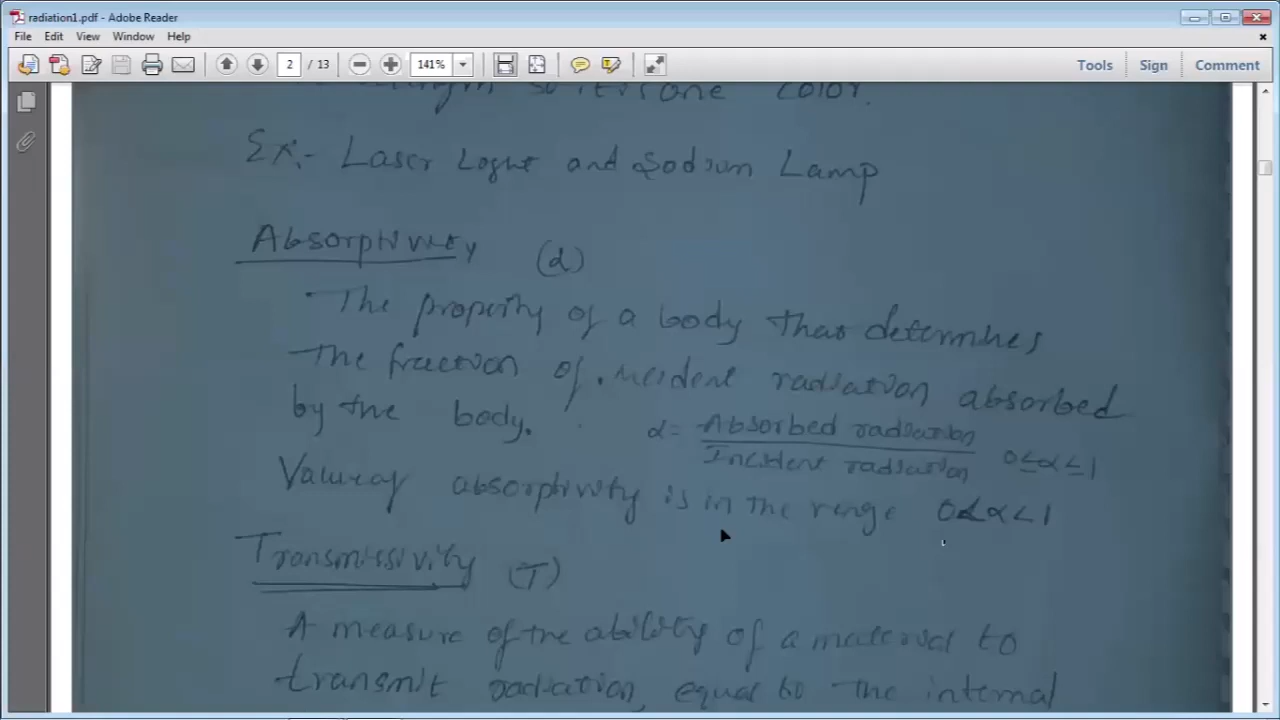 radiation1.pdf - Adobe Reader
File Edit View Window Help
2 / 13 141% Tools Sign Comment
color.
Ex:- Laser Light and Sodium Lamp
Absorptivity (α)
The property of a body that determines
the fraction of incident radiation absorbed
by the body.
α = Absorbed radiation / Incident radiation 0≤α≤1
Value of absorptivity is in the range 0<α<1
Transmissivity (T)
A measure of the ability of a material to
transmit radiation, equal to the internal